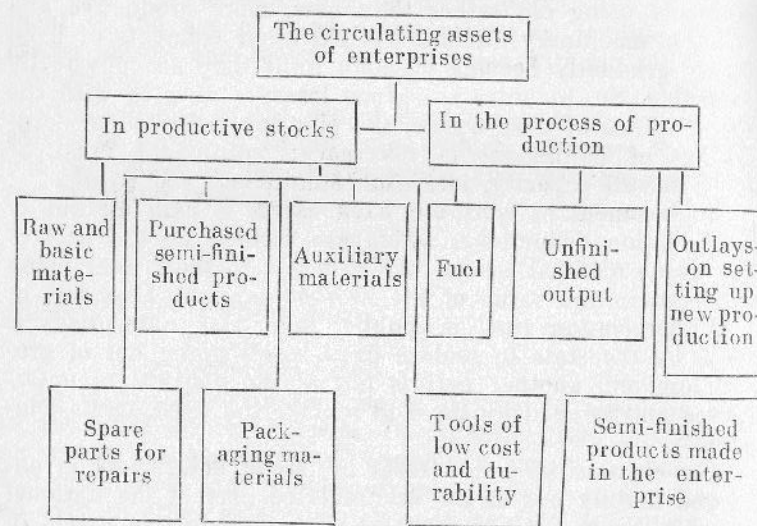 The circulating assets
of enterprises
In productive stocks
In the process of pro-
duction
Raw and
basic
mate-
rials
Purchased
semi-fini-
shed pro-
ducts
Auxiliary
materials
Fuel
Unfini-
shed
output
Outlays-
on set-
ting up
new pro-
duction
Spare
parts for
repairs
Pack-
aging ma-
terials
Tools of
low cost
and du-
rability
Semi-finished
products made
in the enter-
prise